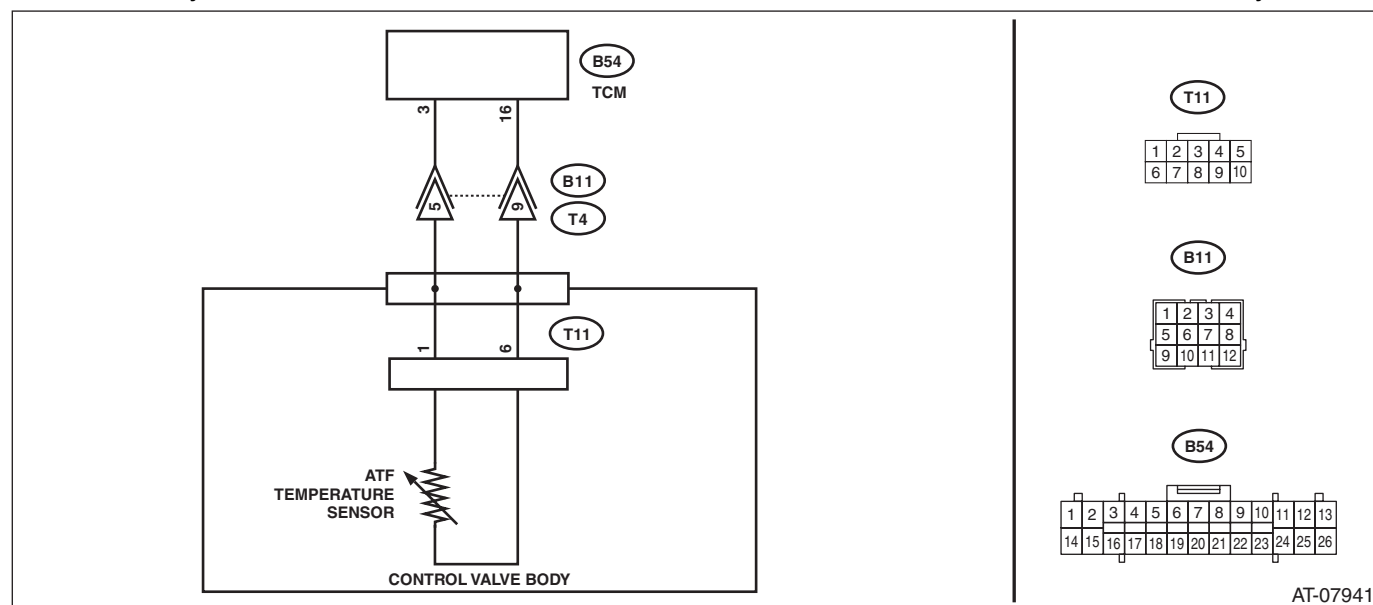 B54
TCM
3 16
B11
5 9
T4
T11
1 6
ATF
TEMPERATURE
SENSOR
CONTROL VALVE BODY
T11
1 2 3 4 5
6 7 8 9 10
B11
1 2 3 4
5 6 7 8
9 10 11 12
B54
1 2 3 4 5 6 7 8 9 10 11 12 13
14 15 16 17 18 19 20 21 22 23 24 25 26
AT-07941